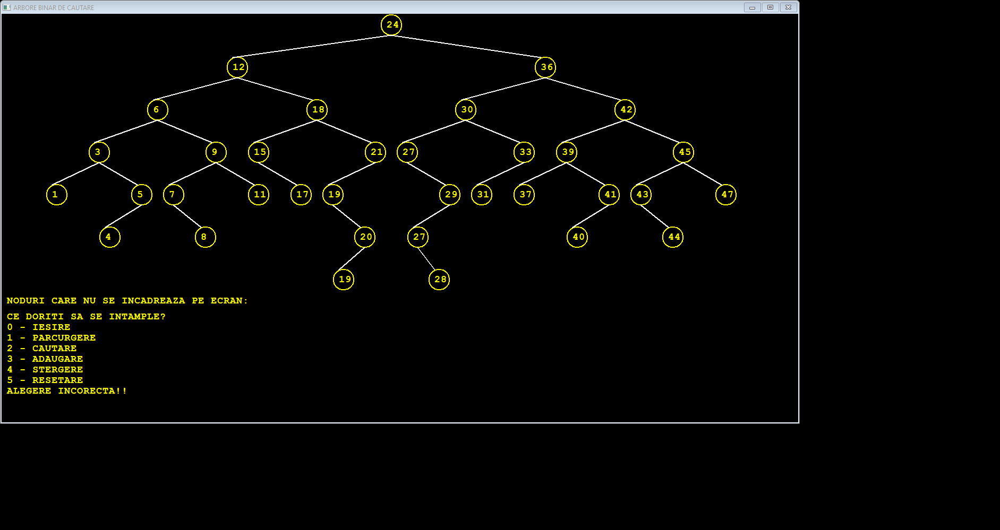 ARBORE BINAR DE CAUTARE
24
12 36
6 18 30 42
3 9 15 21 27 33 39 45
1 5 7 11 17 19 29 31 37 41 43 47
4 8 20 27 40 44
19 28
NODURI CARE NU SE INCADREAZA PE ECRAN:
CE DORITI SA SE INTAMPLE?
0 - IESIRE
1 - PARCURGERE
2 - CAUTARE
3 - ADAUGARE
4 - STERGERE
5 - RESETARE
ALEGERE INCORECTA!!